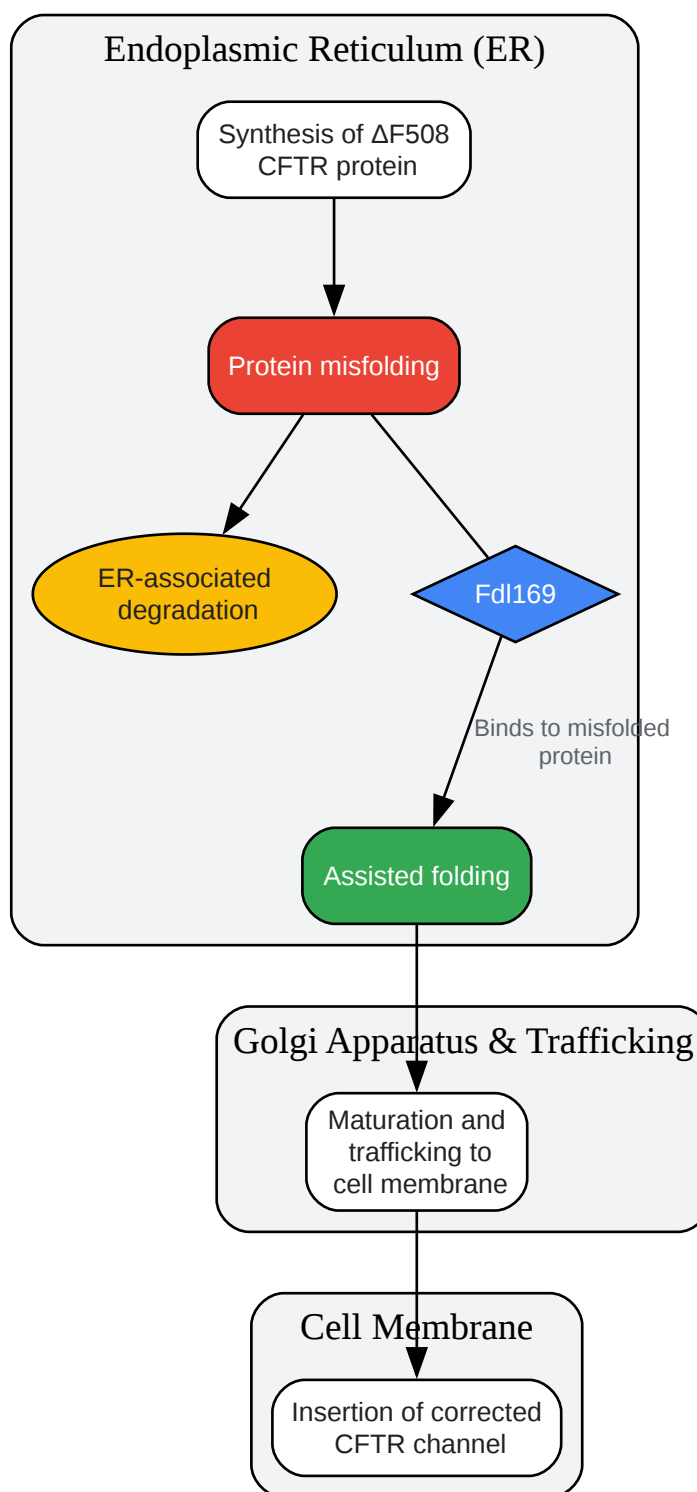 Endoplasmic Reticulum (ER)
Synthesis of ΔF508
CFTR protein
Protein misfolding
ER-associated
degradation
Fdl169
Binds to misfolded
protein
Assisted folding
Golgi Apparatus & Trafficking
Maturation and
trafficking to
cell membrane
Cell Membrane
Insertion of corrected
CFTR channel